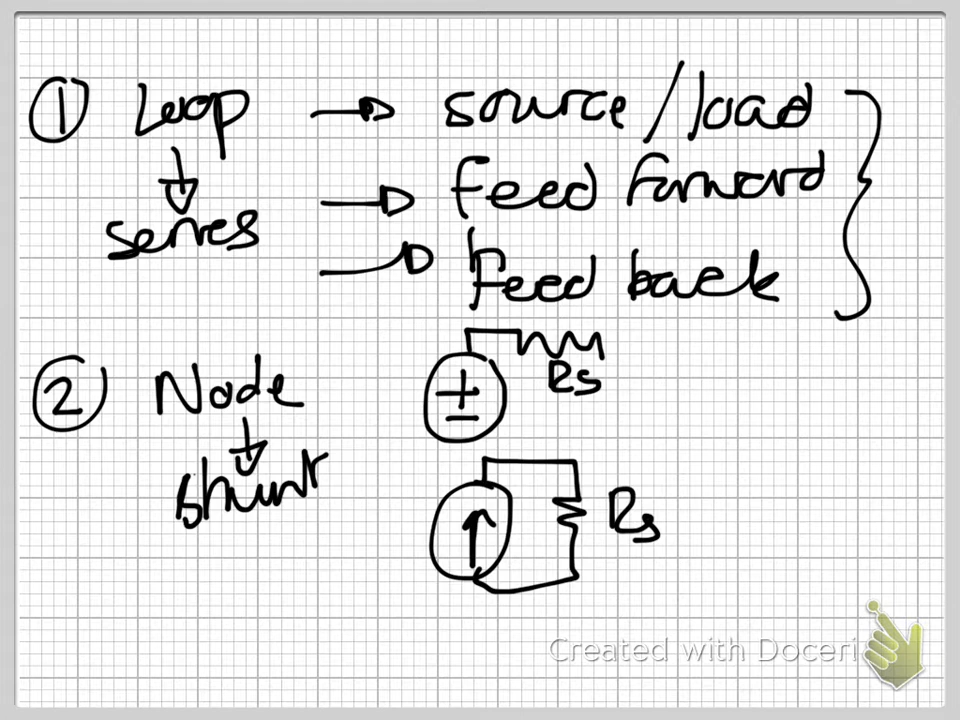 ① Loop → source/load
↓ → feed forward
series → feed back
Rs
② Node
↓
shunt
Rs
Created with Doceri